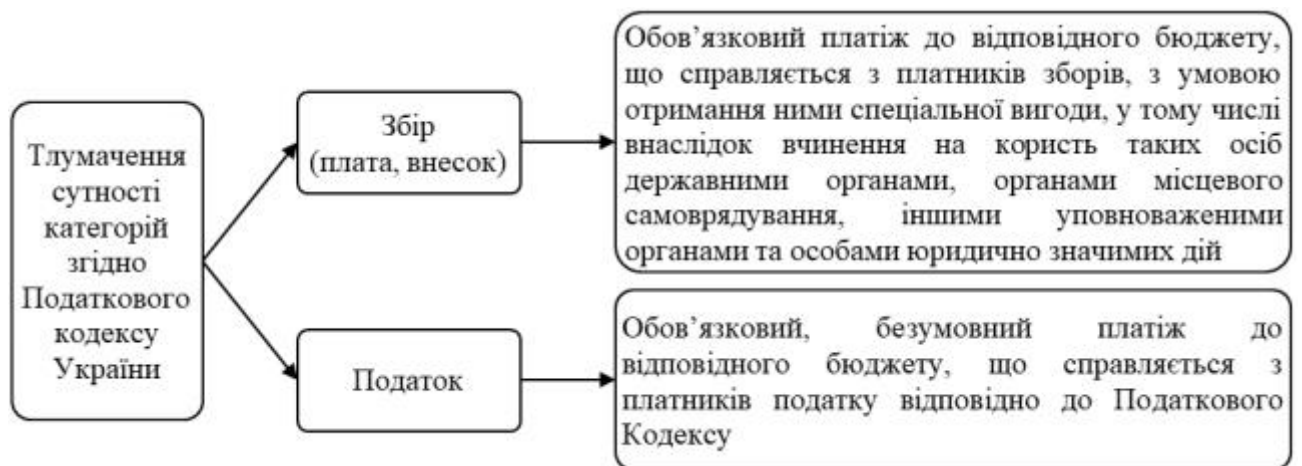 Тлумачення
сутності
категорій
згідно
Податкового
кодексу
України
Збір
(плата, внесок)
Обов’язковий платіж до відповідного бюджету,
що справляється з платників зборів, з умовою
отримання ними спеціальної вигоди, у тому числі
внаслідок вчинення на користь таких осіб
державними органами, органами місцевого
самоврядування, іншими уповноваженими
органами та особами юридично значимих дій
Податок
Обов’язковий, безумовний платіж до
відповідного бюджету, що справляється з
платників податку відповідно до Податкового
Кодексу